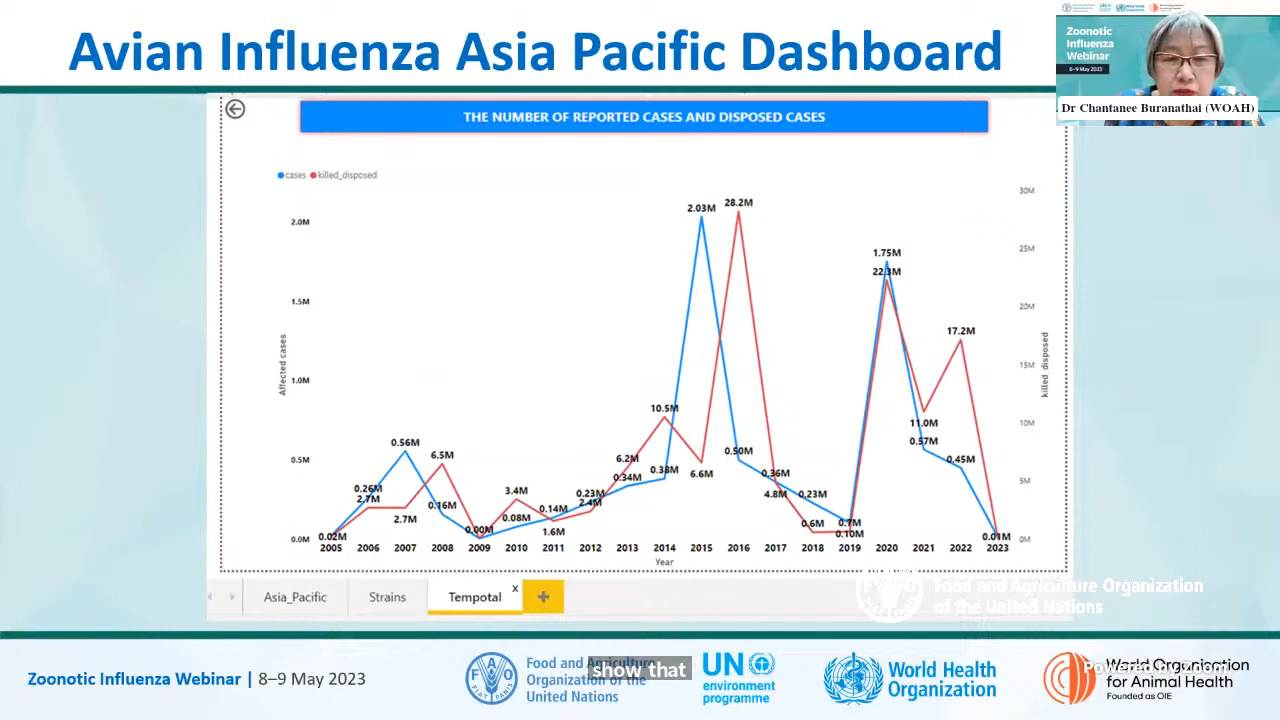 Avian Influenza Asia Pacific Dashboard
Zoonotic
Influenza
Webinar
8–9 May 2023
Dr Chantanee Buranathai (WOAH)
THE NUMBER OF REPORTED CASES AND DISPOSED CASES
cases killed_disposed
30M
2.03M 28.2M
2.0M
25M
1.75M
22.3M
20M
1.5M
17.2M
Affected cases
killed_disposed
15M
1.0M
10.5M
10M
11.0M
0.56M
0.57M
6.5M
6.2M
0.50M
0.45M
0.5M
0.38M
6.6M
0.36M
0.34M
5M
0.26M
2.7M
3.4M
0.23M
4.8M
0.23M
2.7M
0.16M
0.14M
2.4M
0.08M
0.6M
0.7M
0.00M
1.6M
0.10M
0.0M
0.02M
0.01M
0M
2005 2006 2007 2008 2009 2010 2011 2012 2013 2014 2015 2016 2017 2018 2019 2020 2021 2022 2023
Year
Asia_Pacific Strains Tempotal x +
FAO
Food and Agriculture Organization
of the United Nations
Zoonotic Influenza Webinar | 8–9 May 2023
FAO
FIAT PANIS
Food and Agriculture
Organization of the
United Nations
show that
UN
environment
programme
World Health
Organization
World Organisation
for Animal Health
Founded as OIE
Powered by Zoom